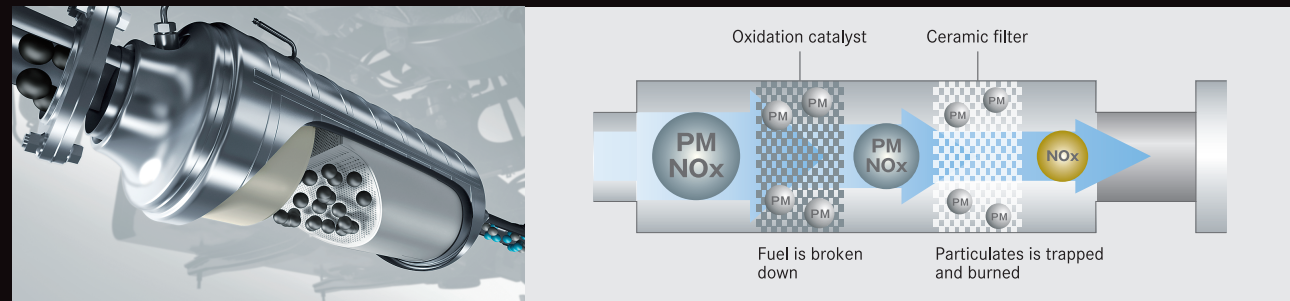 Oxidation catalyst
Ceramic filter
PM
NOx
PM
PM
PM
PM
PM
NOx
PM
PM
PM
PM
NOx
Fuel is broken
down
Particulates is trapped
and burned